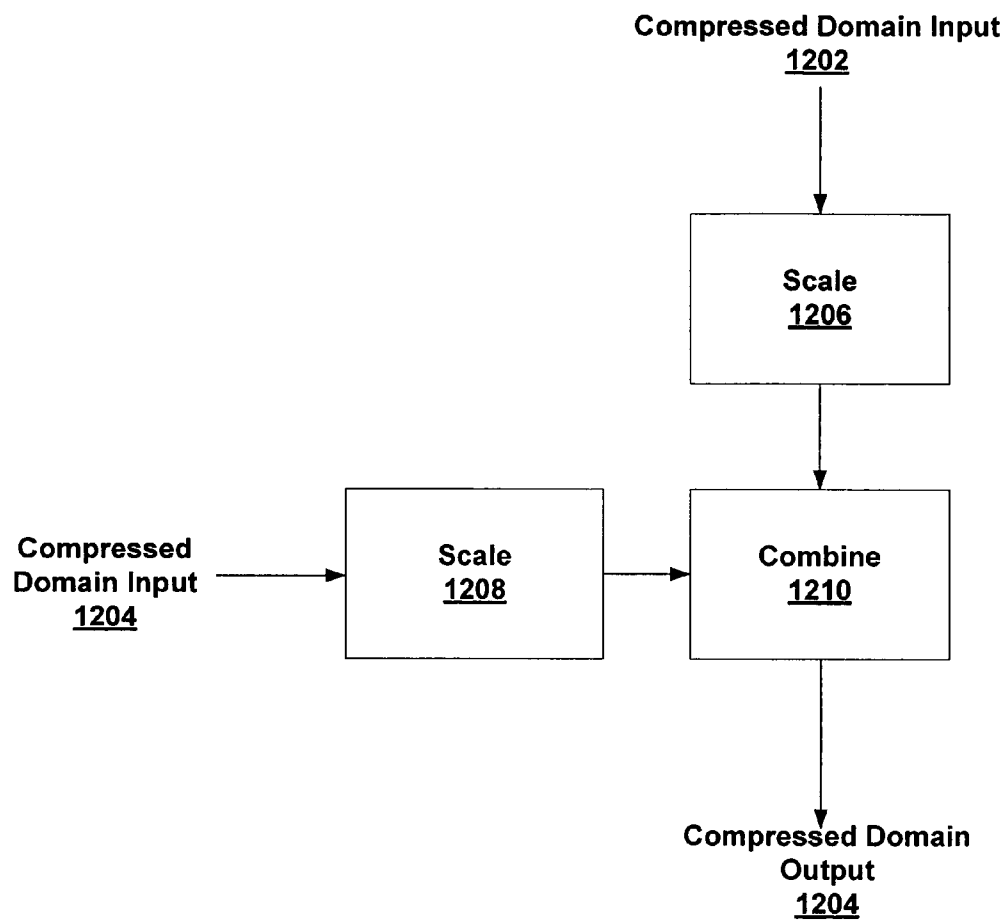 Compressed Domain Input
1202
Scale
1206
Compressed
Domain Input
1204
Scale
1208
Combine
1210
Compressed Domain
Output
1204